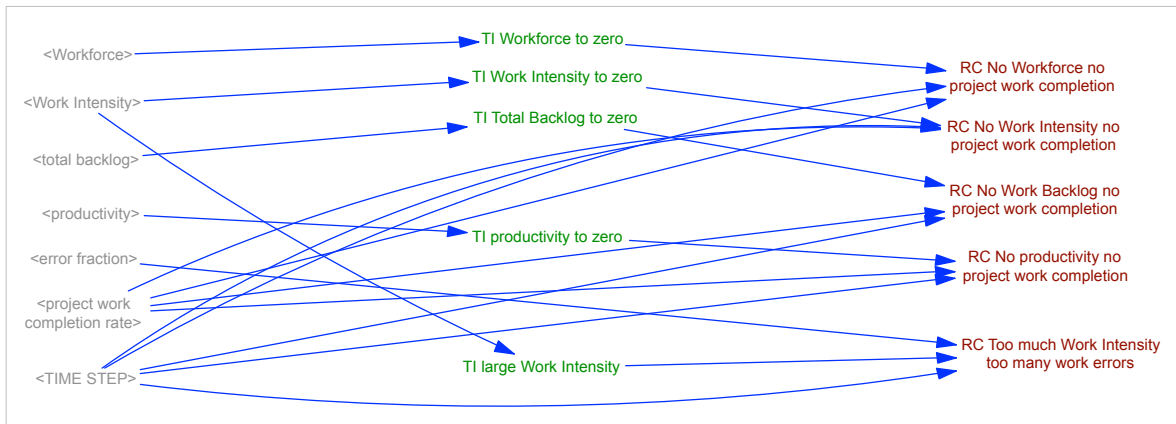 <Workforce>
TI Workforce to zero
RC No Workforce no
project work completion
<Work Intensity>
TI Work Intensity to zero
RC No Work Intensity no
project work completion
<total backlog>
TI Total Backlog to zero
RC No Work Backlog no
project work completion
<productivity>
TI productivity to zero
RC No productivity no
project work completion
<error fraction>
<project work
completion rate>
<TIME STEP>
TI large Work Intensity
RC Too much Work Intensity
too many work errors